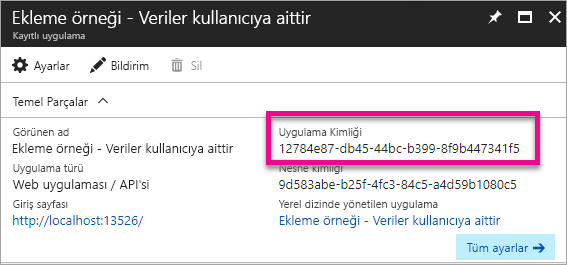 Ekleme örneği - Veriler kullanıcıya aittir
Kayıtlı uygulama
Ayarlar
Bildirim
Sil
Temel Parçalar
Görünen ad
Ekleme örneği - Veriler kullanıcıya aittir
Uygulama türü
Web uygulaması / API'si
Giriş sayfası
http://localhost:13526/
Uygulama Kimliği
12784e87-db45-44bc-b399-8f9b447341f5
Nesne kimliği
9d583abe-b25f-4fc3-84c5-a4d59b1080c5
Yerel dizinde yönetilen uygulama
Ekleme örneği - Veriler kullanıcıya aittir
Tüm ayarlar